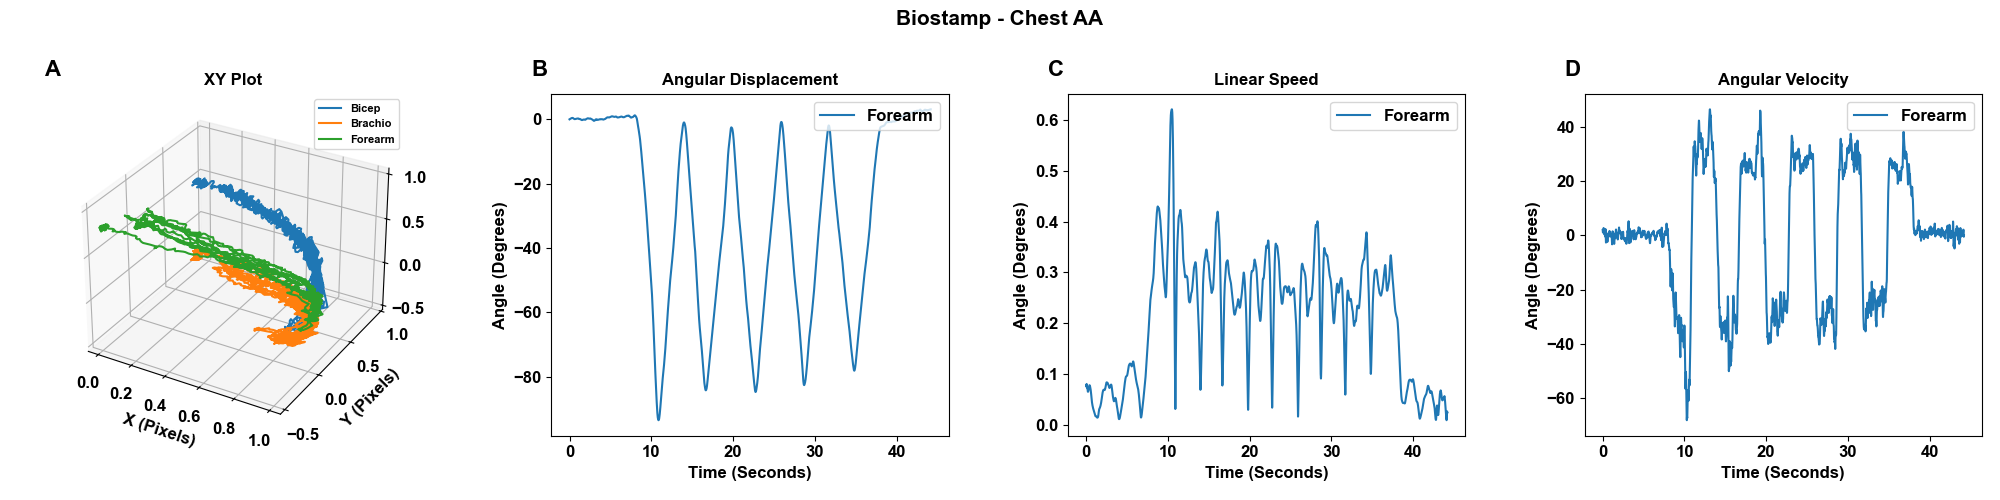 Biostamp - Chest AA
A
XY Plot
Bicep
Brachio
Forearm
1.0
0.5
0.0
−0.5
1.0
0.5
0.0
−0.5
0.0
0.2
0.4
0.6
0.8
1.0
X (Pixels)
Y (Pixels)
B
Angular Displacement
Forearm
0
−20
−40
−60
−80
Angle (Degrees)
0
10
20
30
40
Time (Seconds)
C
Linear Speed
Forearm
0.6
0.5
0.4
0.3
0.2
0.1
0.0
Angle (Degrees)
0
10
20
30
40
Time (Seconds)
D
Angular Velocity
Forearm
40
20
0
−20
−40
−60
Angle (Degrees)
0
10
20
30
40
Time (Seconds)